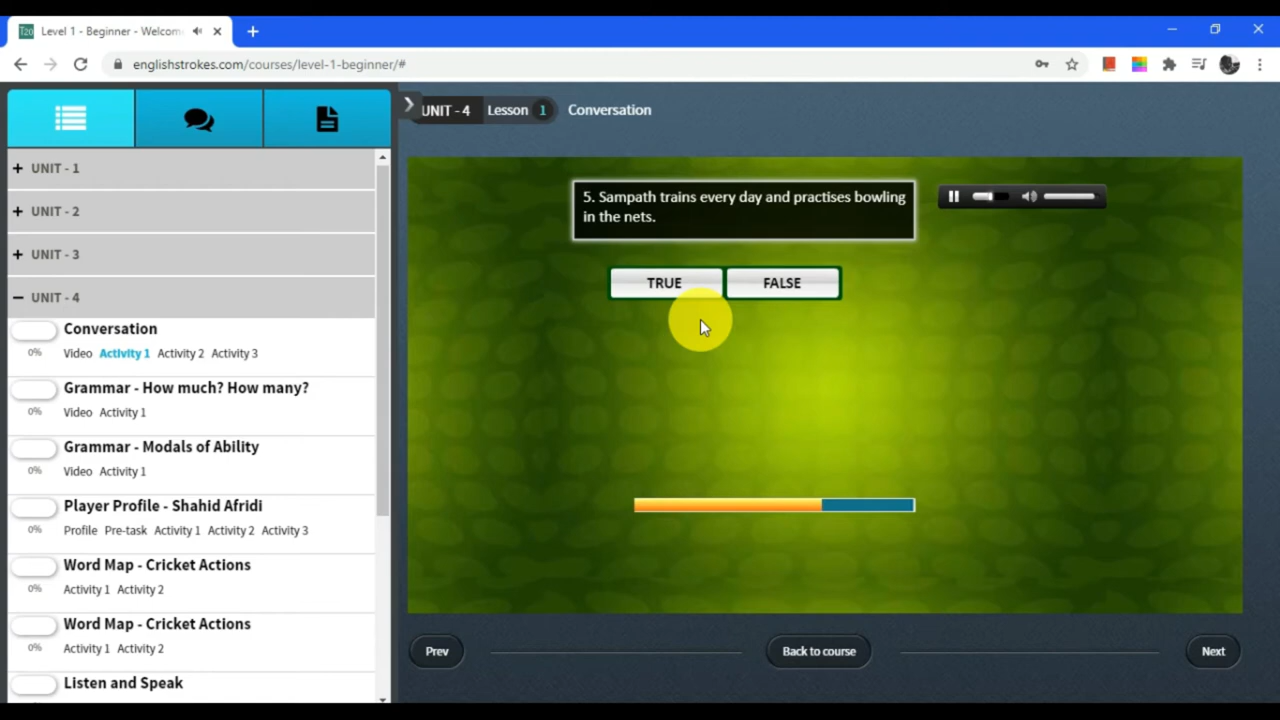 Level 1 - Beginner - Welcom
englishstrokes.com/courses/level-1-beginner/#
UNIT - 4 Lesson 1 Conversation
+ UNIT - 1
+ UNIT - 2
+ UNIT - 3
− UNIT - 4
Conversation
0% Video Activity 1 Activity 2 Activity 3
Grammar - How much? How many?
0% Video Activity 1
Grammar - Modals of Ability
0% Video Activity 1
Player Profile - Shahid Afridi
0% Profile Pre-task Activity 1 Activity 2 Activity 3
Word Map - Cricket Actions
0% Activity 1 Activity 2
Word Map - Cricket Actions
0% Activity 1 Activity 2
Listen and Speak
5. Sampath trains every day and practises bowling
in the nets.
TRUE FALSE
Prev Back to course Next